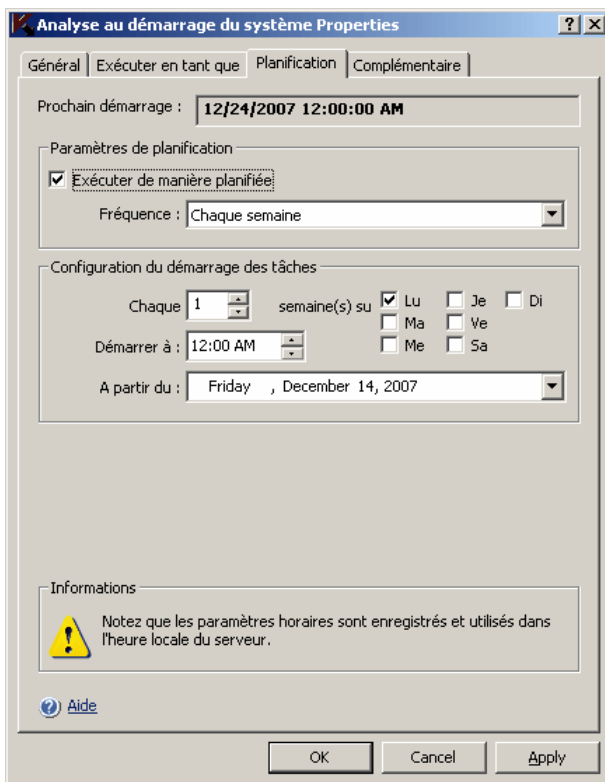 Analyse au démarrage du système Properties
Général Exécuter en tant que Planification Complémentaire
Prochain démarrage : 12/24/2007 12:00:00 AM
Paramètres de planification
Exécuter de manière planifiée
Fréquence : Chaque semaine
Configuration du démarrage des tâches
Chaque 1 semaine(s) su Lu Je Di
Ma Ve
Démarrer à : 12:00 AM Me Sa
A partir du : Friday , December 14, 2007
Informations
Notez que les paramètres horaires sont enregistrés et utilisés dans
l'heure locale du serveur.
Aide
OK Cancel Apply